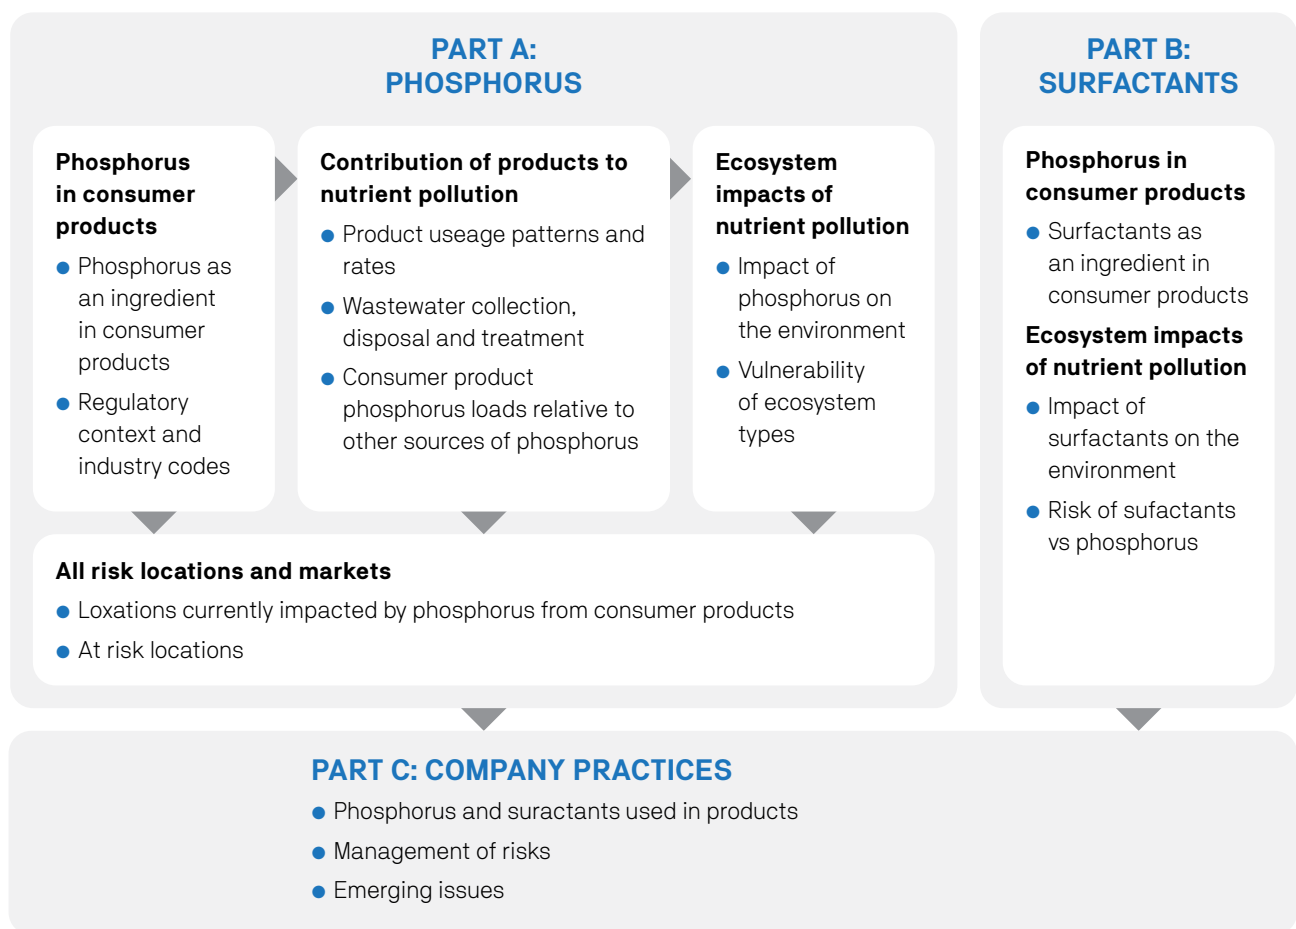 PART A:
PHOSPHORUS
Phosphorus
in consumer
products
● Phosphorus as
an ingredient
in consumer
products
● Regulatory
context and
industry codes
Contribution of products to
nutrient pollution
● Product useage patterns and
rates
● Wastewater collection,
disposal and treatment
● Consumer product
phosphorus loads relative to
other sources of phosphorus
Ecosystem
impacts of
nutrient pollution
● Impact of
phosphorus on
the environment
● Vulnerability
of ecosystem
types
All risk locations and markets
● Loxations currently impacted by phosphorus from consumer products
● At risk locations
PART B:
SURFACTANTS
Phosphorus in
consumer products
● Surfactants as
an ingredient in
consumer products
Ecosystem impacts
of nutrient pollution
● Impact of
surfactants on the
environment
● Risk of sufactants
vs phosphorus
PART C: COMPANY PRACTICES
● Phosphorus and suractants used in products
● Management of risks
● Emerging issues